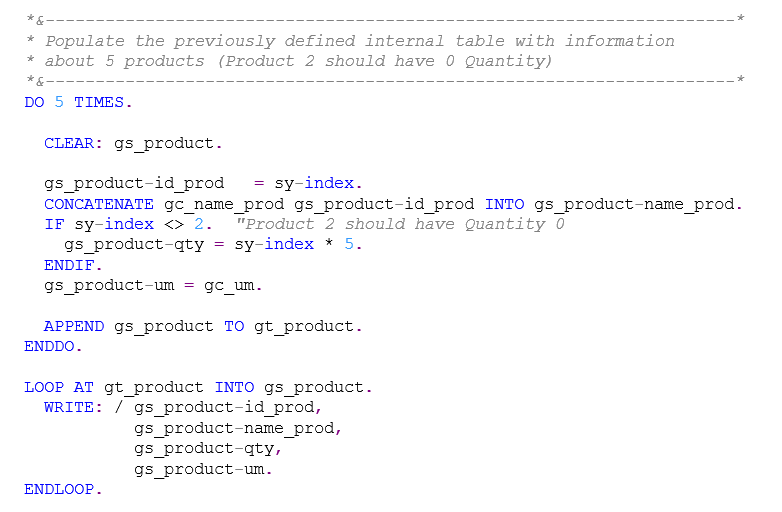 *&---------------------------------------------------------------------*
* Populate the previously defined internal table with information
* about 5 products (Product 2 should have 0 Quantity)
*&---------------------------------------------------------------------*
DO 5 TIMES.
CLEAR: gs_product.
gs_product-id_prod   = sy-index.
CONCATENATE gc_name_prod gs_product-id_prod INTO gs_product-name_prod.
IF sy-index <> 2.  "Product 2 should have Quantity 0
gs_product-qty = sy-index * 5.
ENDIF.
gs_product-um = gc_um.
APPEND gs_product TO gt_product.
ENDDO.
LOOP AT gt_product INTO gs_product.
WRITE: / gs_product-id_prod,
gs_product-name_prod,
gs_product-qty,
gs_product-um.
ENDLOOP.